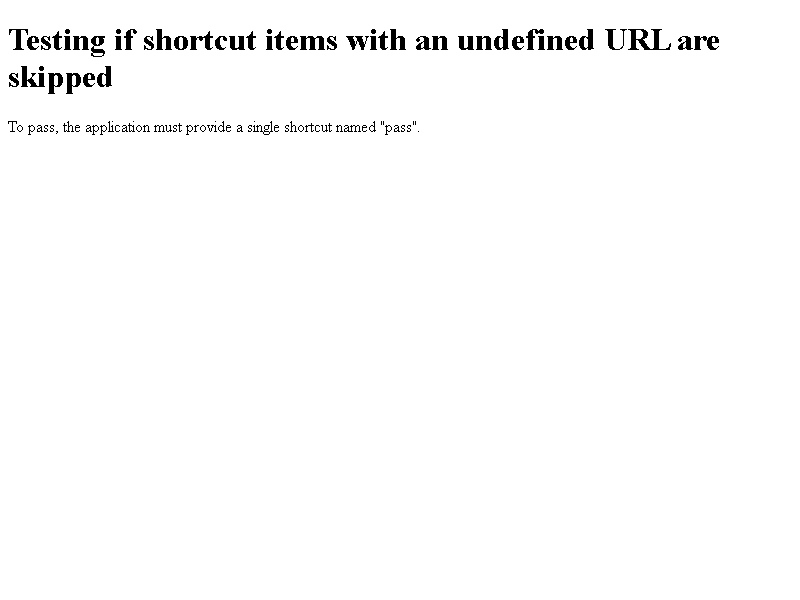 Testing if shortcut items with an undefined URL are
skipped
To pass, the application must provide a single shortcut named "pass".